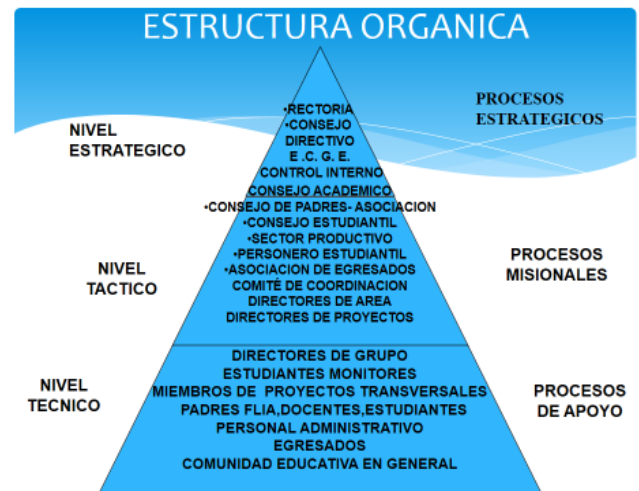 ESTRUCTURA ORGANICA
PROCESOS
ESTRATEGICOS
NIVEL
ESTRATEGICO
•RECTORIA
•CONSEJO
DIRECTIVO
E .C. G. E.
CONTROL INTERNO
CONSEJO ACADEMICO
•CONSEJO DE PADRES- ASOCIACION
•CONSEJO ESTUDIANTIL
•SECTOR PRODUCTIVO
•PERSONERO ESTUDIANTIL
•ASOCIACION DE EGRESADOS
COMITÉ DE COORDINACION
DIRECTORES DE AREA
DIRECTORES DE PROYECTOS
NIVEL
TACTICO
PROCESOS
MISIONALES
DIRECTORES DE GRUPO
ESTUDIANTES MONITORES
MIEMBROS DE PROYECTOS TRANSVERSALES
PADRES FLIA,DOCENTES,ESTUDIANTES
PERSONAL ADMINISTRATIVO
EGRESADOS
COMUNIDAD EDUCATIVA EN GENERAL
NIVEL
TECNICO
PROCESOS
DE APOYO